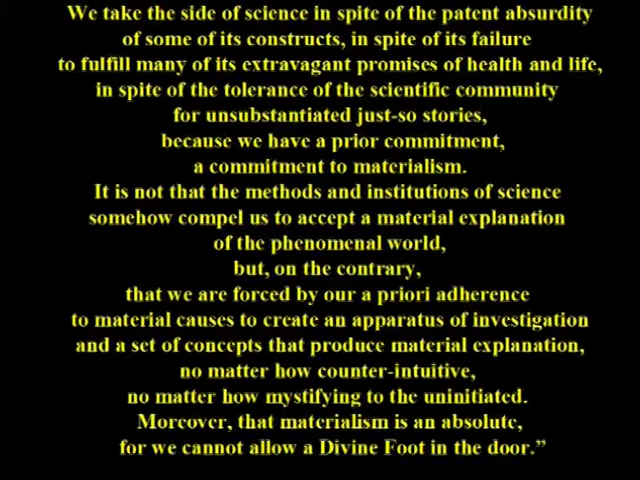 We take the side of science in spite of the patent absurdity
of some of its constructs, in spite of its failure
to fulfill many of its extravagant promises of health and life,
in spite of the tolerance of the scientific community
for unsubstantiated just-so stories,
because we have a prior commitment,
a commitment to materialism.
It is not that the methods and institutions of science
somehow compel us to accept a material explanation
of the phenomenal world,
but, on the contrary,
that we are forced by our a priori adherence
to material causes to create an apparatus of investigation
and a set of concepts that produce material explanation,
no matter how counter-intuitive,
no matter how mystifying to the uninitiated.
Moreover, that materialism is an absolute,
for we cannot allow a Divine Foot in the door.”